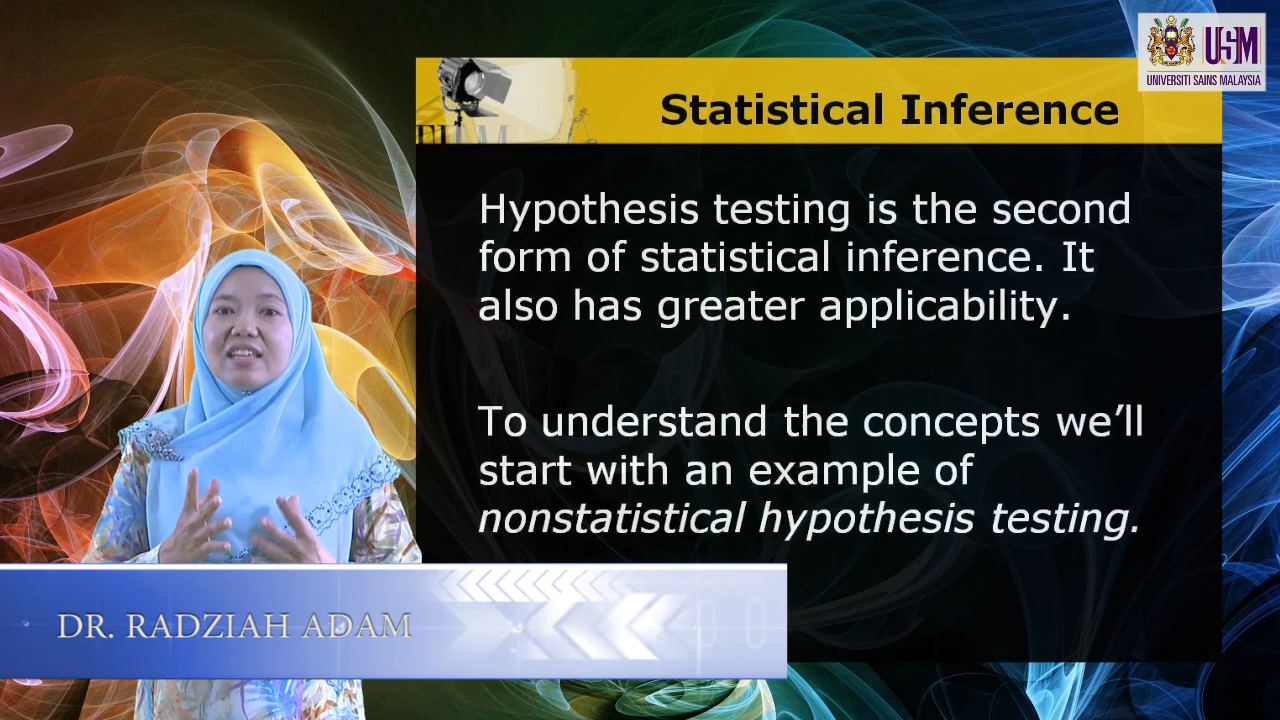 USM
UNIVERSITI SAINS MALAYSIA
Statistical Inference
Hypothesis testing is the second
form of statistical inference. It
also has greater applicability.
To understand the concepts we’ll
start with an example of
nonstatistical hypothesis testing.
DR. RADZIAH ADAM